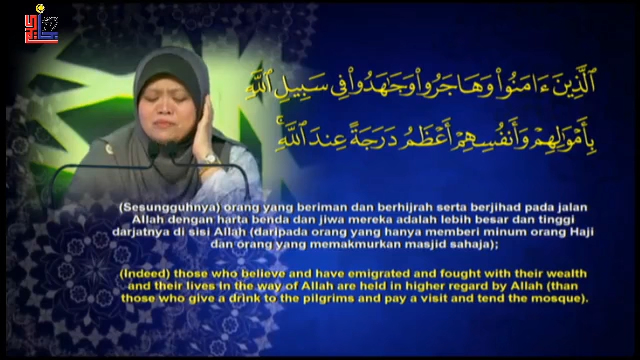 ٱلَّذِينَ ءَامَنُوا۟ وَهَاجَرُوا۟ وَجَٰهَدُوا۟ فِى سَبِيلِ ٱللَّهِ
بِأَمْوَٰلِهِمْ وَأَنفُسِهِمْ أَعْظَمُ دَرَجَةً عِندَ ٱللَّهِ ۚ
(Sesungguhnya) orang yang beriman dan berhijrah serta berjihad pada jalan
Allah dengan harta benda dan jiwa mereka adalah lebih besar dan tinggi
darjatnya di sisi Allah (daripada orang yang hanya memberi minum orang Haji
dan orang yang memakmurkan masjid sahaja);
(Indeed) those who believe and have emigrated and fought with their wealth
and their lives in the way of Allah are held in higher regard by Allah (than
those who give a drink to the pilgrims and pay a visit and tend the mosque).